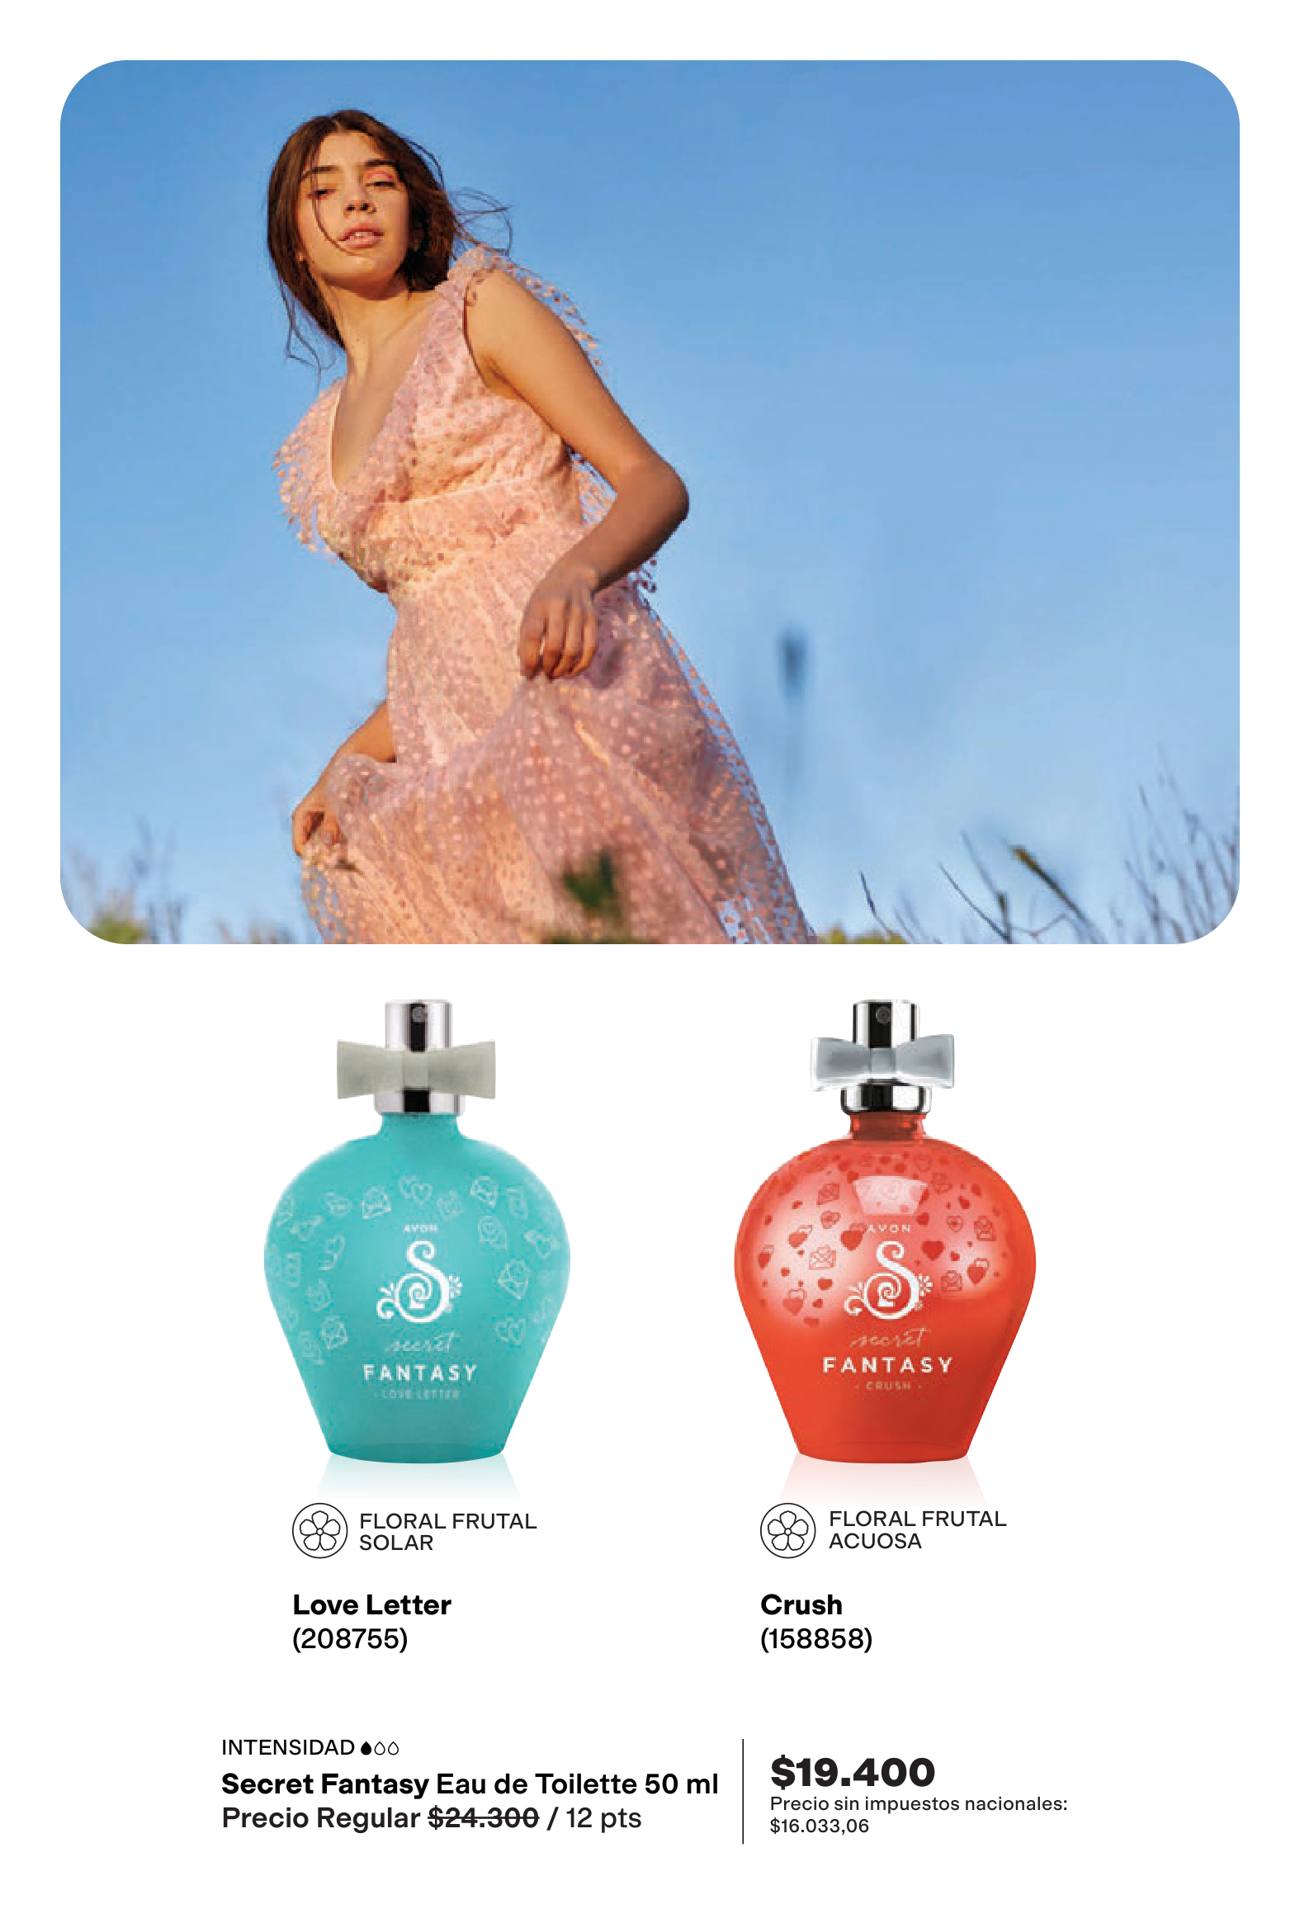 AVON
S
secret
FANTASY
- LOVE LETTER -
AVON
S
secret
FANTASY
- CRUSH -
FLORAL FRUTAL
SOLAR
FLORAL FRUTAL
ACUOSA
Love Letter
(208755)
Crush
(158858)
INTENSIDAD
Secret Fantasy Eau de Toilette 50 ml
Precio Regular $24.300 / 12 pts
$19.400
Precio sin impuestos nacionales:
$16.033,06